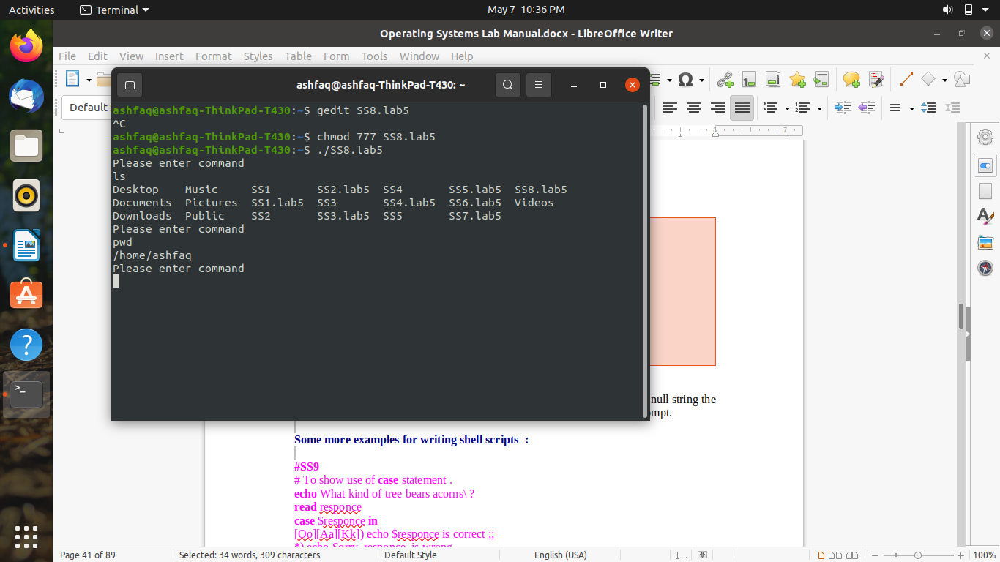 Activities
Terminal
May 7 10:36 PM
Operating Systems Lab Manual.docx - LibreOffice Writer
File Edit View Insert Format Styles Table Form Tools Window Help
ashfaq@ashfaq-ThinkPad-T430: ~
ashfaq@ashfaq-ThinkPad-T430:~$ gedit SS8.lab5
^C
ashfaq@ashfaq-ThinkPad-T430:~$ chmod 777 SS8.lab5
ashfaq@ashfaq-ThinkPad-T430:~$ ./SS8.lab5
Please enter command
ls
Desktop Music SS1 SS2.lab5 SS4 SS5.lab5 SS8.lab5
Documents Pictures SS1.lab5 SS3 SS4.lab5 SS6.lab5 Videos
Downloads Public SS2 SS3.lab5 SS5 SS7.lab5
Please enter command
pwd
/home/ashfaq
Please enter command
7
null string the
Some more examples for writing shell scripts :
#SS9
# To show use of case statement .
echo What kind of tree bears acorns\ ?
read responce
case $responce in
[Oo][Aa][Kk]) echo $responce is correct ;;
Page 41 of 89
Selected: 34 words, 309 characters
Default Style
English (USA)
100%